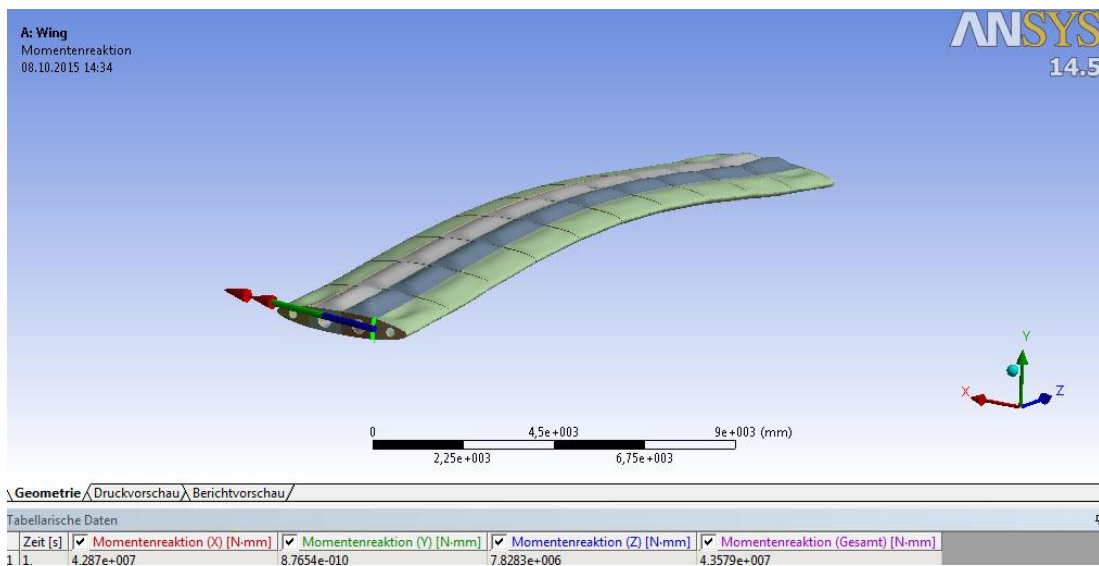 A: Wing
Momentenreaktion
08.10.2015 14:34
ANSYS
14.5
X Y Z
0 4,5e+003 9e+003 (mm)
2,25e+003 6,75e+003
Geometrie Druckvorschau Berichtvorschau
Tabellarische Daten
Zeit [s] Momentenreaktion (X) [N·mm] Momentenreaktion (Y) [N·mm] Momentenreaktion (Z) [N·mm] Momentenreaktion (Gesamt) [N·mm]
1 1. 4.287e+007 8.7654e-010 7.8283e+006 4.3579e+007